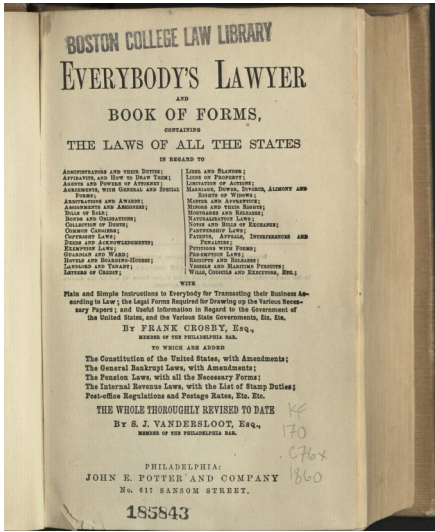 BOSTON COLLEGE LAW LIBRARY
EVERYBODY'S LAWYER
AND
BOOK OF FORMS,
CONTAINING
THE LAWS OF ALL THE STATES
IN REGARD TO
ADMINISTRATORS AND THEIR DUTIES;
AFFIDAVITS, AND HOW TO DRAW THEM;
AGENTS AND POWERS OF ATTORNEY;
AGREEMENTS, WITH GENERAL AND SPECIAL
FORMS;
ARBITRATIONS AND AWARDS;
ASSIGNMENTS AND ASSIGNEES;
BILLS OF SALE;
BONDS AND OBLIGATIONS;
COLLECTION OF DEBTS;
COMMON CARRIERS;
COPYRIGHT LAWS;
DEEDS AND ACKNOWLEDGMENTS;
EXEMPTION LAWS;
GUARDIAN AND WARD;
HOTELS AND BOARDING-HOUSES;
LANDLORD AND TENANT;
LETTERS OF CREDIT;
LIBEL AND SLANDER;
LIENS ON PROPERTY;
LIMITATION OF ACTIONS;
MARRIAGE, DOWER, DIVORCE, ALIMONY AND
RIGHTS OF WIDOWS;
MASTER AND APPRENTICE;
MINORS AND THEIR RIGHTS;
MORTGAGES AND RELEASES;
NATURALIZATION LAWS;
NOTES AND BILLS OF EXCHANGE;
PARTNERSHIP LAWS;
PATENTS, APPEALS, INTERFERENCES AND
PENALTIES;
PETITIONS WITH FORMS;
PRE-EMPTION LAWS;
RECEIPTS AND RELEASES;
VESSELS AND MARITIME PURSUITS;
WILLS, CODICILS AND EXECUTORS, ETC.;
WITH
Plain and Simple Instructions to Everybody for Transacting their Business Ac-
cording to Law; the Legal Forms Required for Drawing up the Various Neces-
sary Papers; and Useful Information in Regard to the Government of
the United States, and the Various State Governments, Etc. Etc.
BY FRANK CROSBY, ESQ.,
MEMBER OF THE PHILADELPHIA BAR.
TO WHICH ARE ADDED
The Constitution of the United States, with Amendments;
The General Bankrupt Laws, with Amendments;
The Pension Laws, with all the Necessary Forms;
The Internal Revenue Laws, with the List of Stamp Duties;
Post-office Regulations and Postage Rates, Etc. Etc.
THE WHOLE THOROUGHLY REVISED TO DATE
BY S. J. VANDERSLOOT, ESQ.,
MEMBER OF THE PHILADELPHIA BAR.
KF
170
.C76x
1860
PHILADELPHIA:
JOHN E. POTTER AND COMPANY
No. 617 SANSOM STREET.
185843